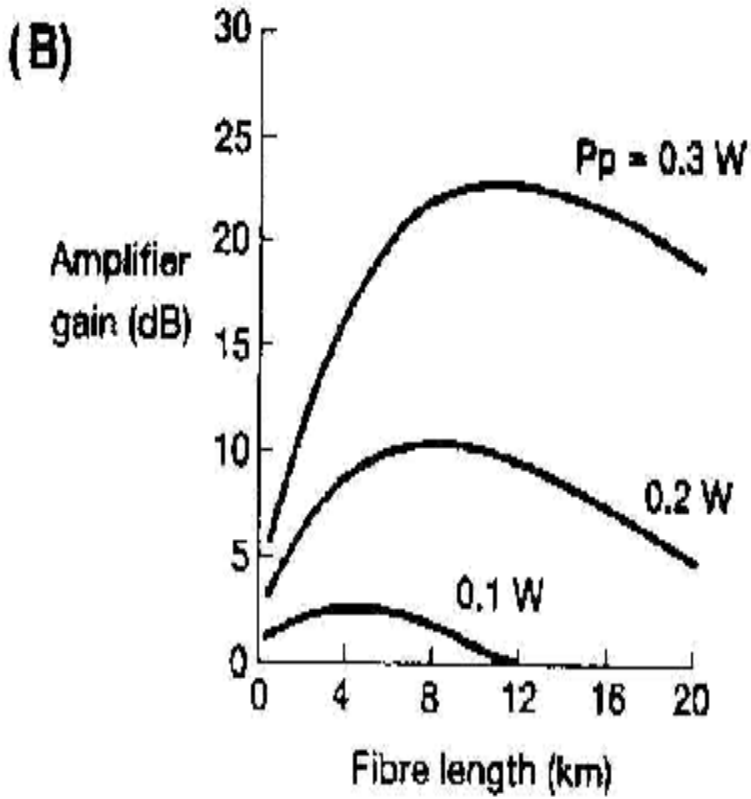 (B)
30
25
20
15
10
5
0
Amplifier
gain (dB)
Pp = 0.3 W
0.2 W
0.1 W
0 4 8 12 16 20
Fibre length (km)